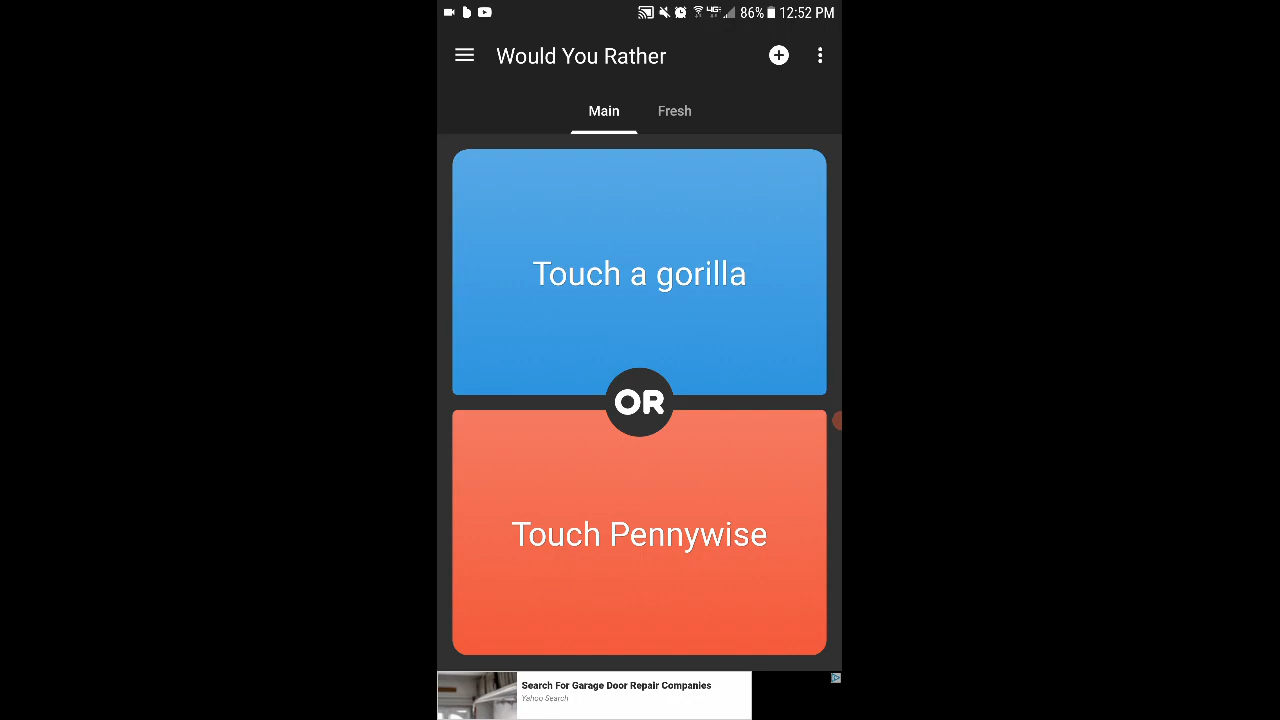 86% 12:52 PM
Would You Rather
Main Fresh
Touch a gorilla
OR
Touch Pennywise
Search For Garage Door Repair Companies
Yahoo Search